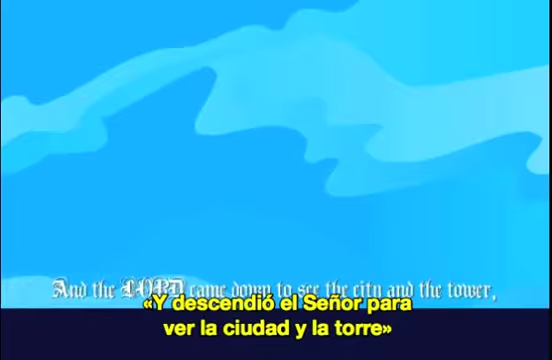 And the LORD came down to see the city and the tower,
«Y descendió el Señor para
ver la ciudad y la torre»